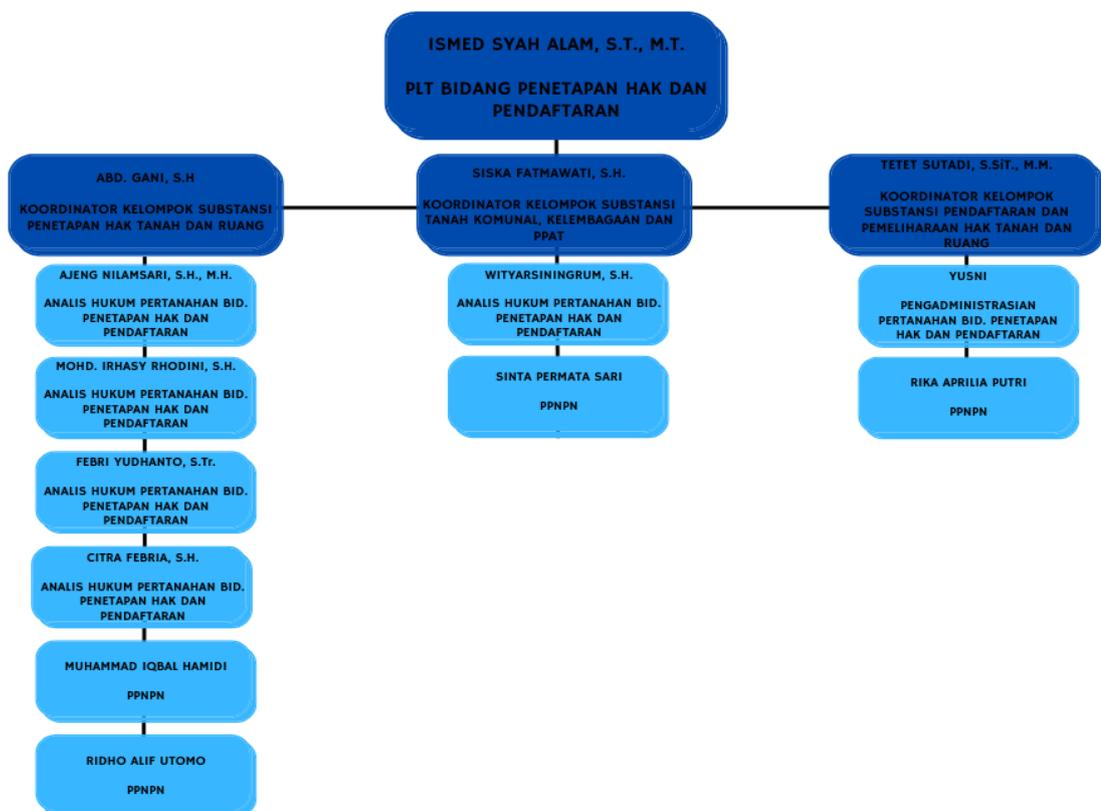 ISMED SYAH ALAM, S.T., M.T.
PLT BIDANG PENETAPAN HAK DAN
PENDAFTARAN
ABD. GANI, S.H
KOORDINATOR KELOMPOK SUBSTANSI
PENETAPAN HAK TANAH DAN RUANG
SISKA FATMAWATI, S.H.
KOORDINATOR KELOMPOK SUBSTANSI
TANAH KOMUNAL, KELEMBAGAAN DAN
PPAT
TETET SUTADI, S.SiT., M.M.
KOORDINATOR KELOMPOK
SUBSTANSI PENDAFTARAN DAN
PEMELIHARAAN HAK TANAH DAN
RUANG
AJENG NILAMSARI, S.H., M.H.
ANALIS HUKUM PERTANAHAN BID.
PENETAPAN HAK DAN
PENDAFTARAN
MOHD. IRHASY RHODINI, S.H.
ANALIS HUKUM PERTANAHAN BID.
PENETAPAN HAK DAN
PENDAFTARAN
FEBRI YUDHANTO, S.Tr.
ANALIS HUKUM PERTANAHAN BID.
PENETAPAN HAK DAN
PENDAFTARAN
CITRA FEBRIA, S.H.
ANALIS HUKUM PERTANAHAN BID.
PENETAPAN HAK DAN
PENDAFTARAN
MUHAMMAD IQBAL HAMIDI
PPNPN
RIDHO ALIF UTOMO
PPNPN
WITYARSININGRUM, S.H.
ANALIS HUKUM PERTANAHAN BID.
PENETAPAN HAK DAN
PENDAFTARAN
SINTA PERMATA SARI
PPNPN
YUSNI
PENGADMINISTRASIAN
PERTANAHAN BID. PENETAPAN
HAK DAN PENDAFTARAN
RIKA APRILIA PUTRI
PPNPN